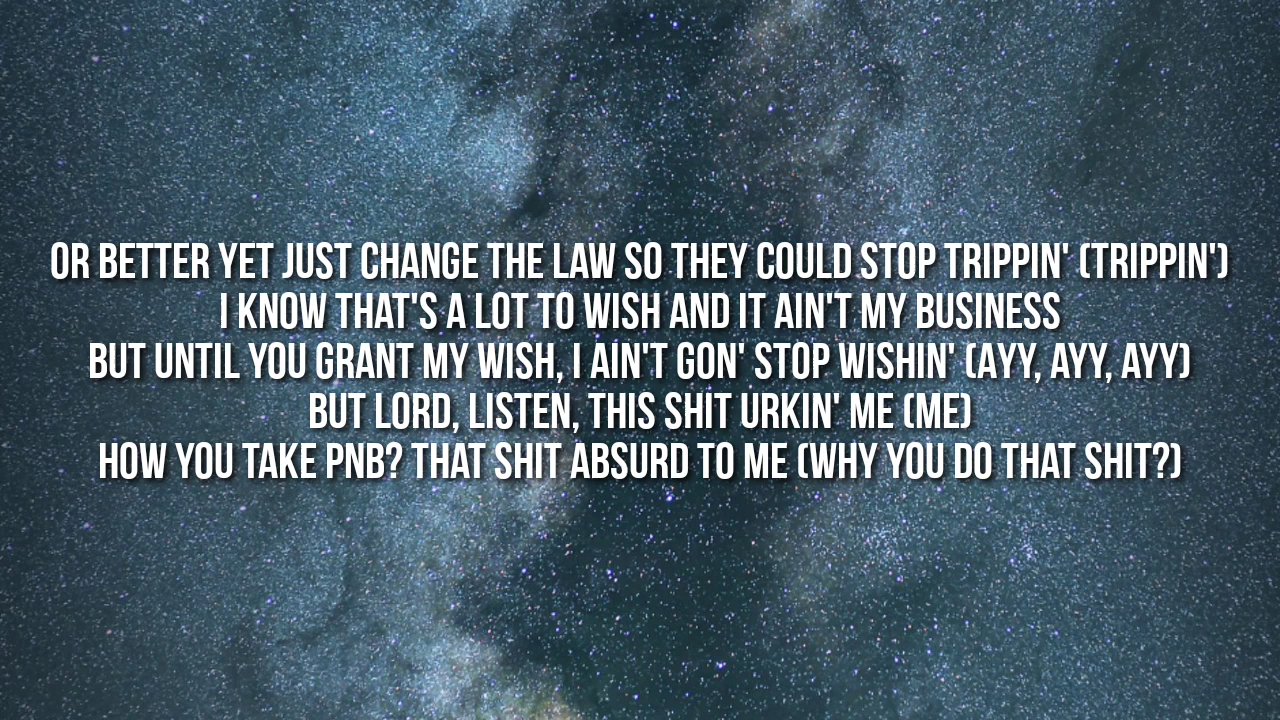 OR BETTER YET JUST CHANGE THE LAW SO THEY COULD STOP TRIPPIN' (TRIPPIN')
I KNOW THAT'S A LOT TO WISH AND IT AIN'T MY BUSINESS
BUT UNTIL YOU GRANT MY WISH, I AIN'T GON' STOP WISHIN' (AYY, AYY, AYY)
BUT LORD, LISTEN, THIS SHIT URKIN' ME (ME)
HOW YOU TAKE PNB? THAT SHIT ABSURD TO ME (WHY YOU DO THAT SHIT?)